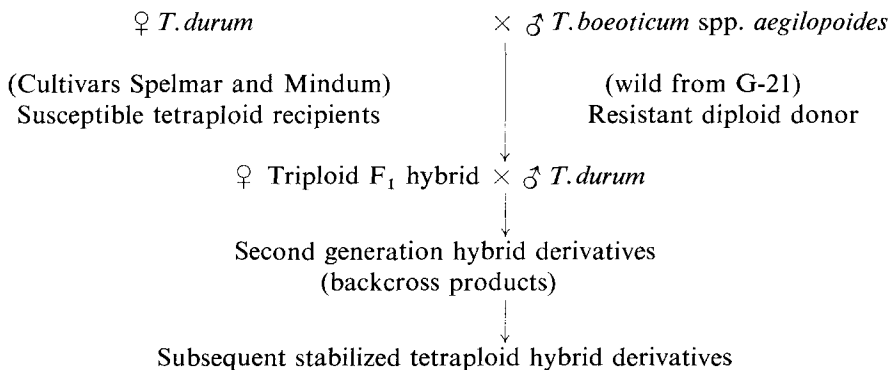 ♀ T. durum × ♂ T. boeoticum spp. aegilopoides
(Cultivars Spelmar and Mindum) (wild from G-21)
Susceptible tetraploid recipients Resistant diploid donor
♀ Triploid F₁ hybrid × ♂ T. durum
Second generation hybrid derivatives
(backcross products)
Subsequent stabilized tetraploid hybrid derivatives